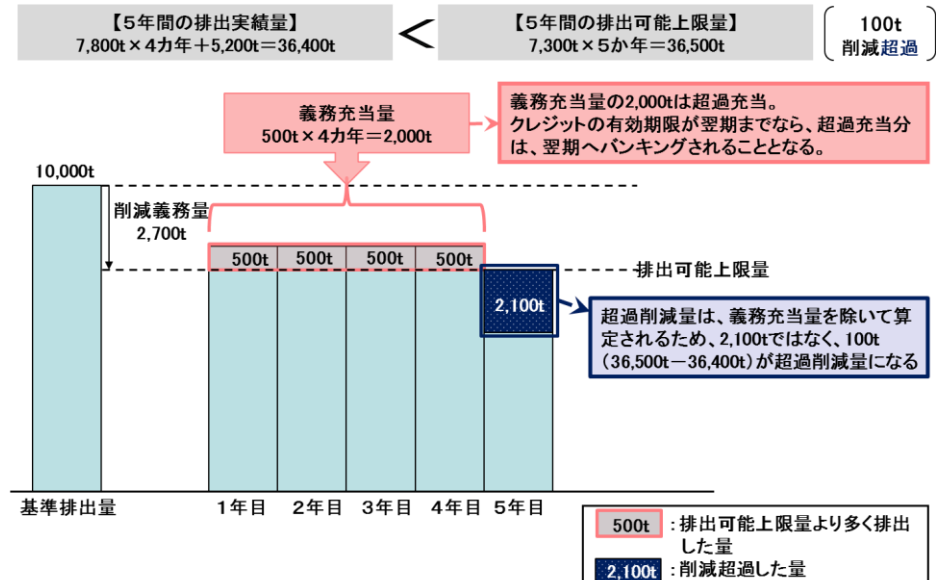 【5年間の排出実績量】
7,800t×4カ年+5,200t=36,400t
<
【5年間の排出可能上限量】
7,300t×5か年=36,500t
100t
削減超過
義務充当量
500t×4カ年=2,000t
義務充当量の2,000tは超過充当。
クレジットの有効期限が翌期までなら、超過充当分
は、翌期へバンキングされることとなる。
10,000t
削減義務量
2,700t
500t
500t
500t
500t
排出可能上限量
2,100t
超過削減量は、義務充当量を除いて算
定されるため、2,100tではなく、100t
(36,500t-36,400t)が超過削減量になる
基準排出量
1年目
2年目
3年目
4年目
5年目
500t
:排出可能上限量より多く排出
した量
2,100t
:削減超過した量